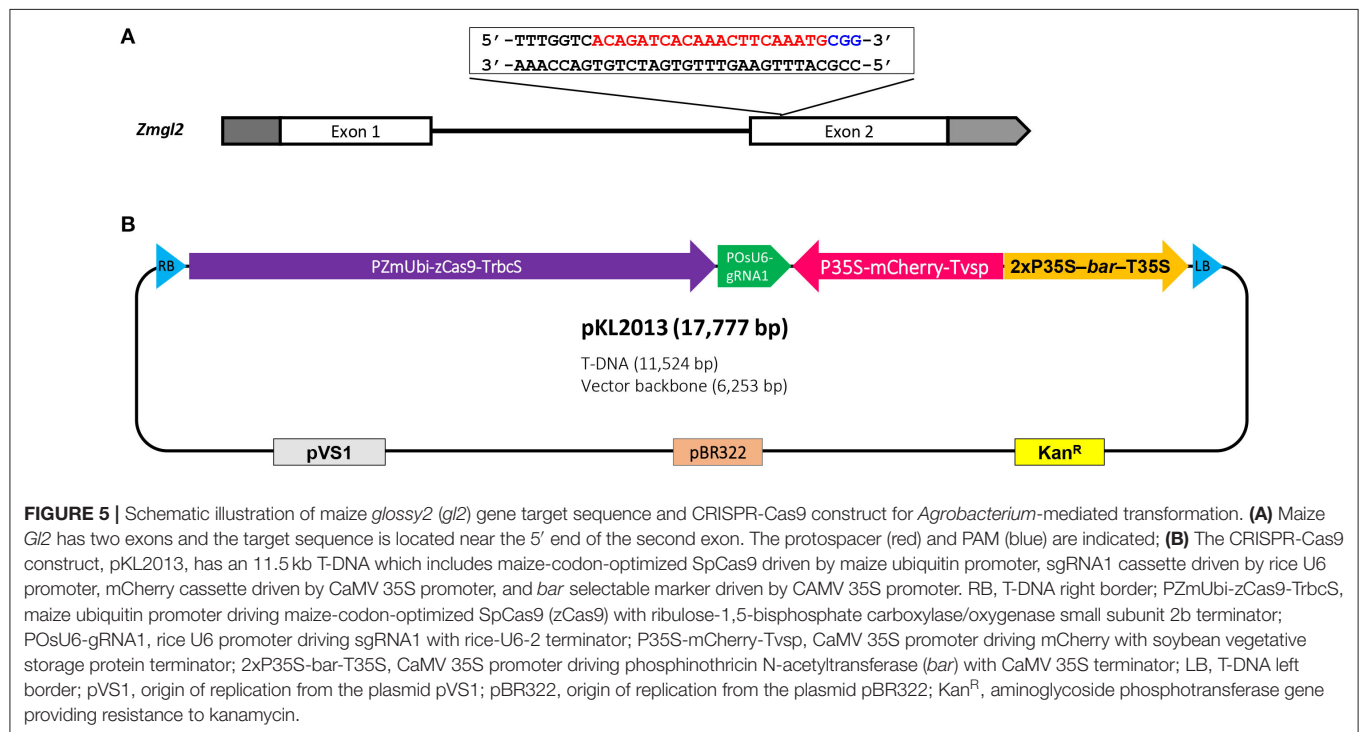 A
5′-TTTGGTCACAGATCACAAACTTCAAATGCGG-3′
3′-AAACCAGTGTCTAGTGTTTGAAGTTTACGCC-5′
Zmgl2
Exon 1
Exon 2
B
RB
PZmUbi-zCas9-TrbcS
POsU6-
gRNA1
P35S-mCherry-Tvsp
2xP35S–bar–T35S
LB
pKL2013 (17,777 bp)
T-DNA (11,524 bp)
Vector backbone (6,253 bp)
pVS1
pBR322
KanR
FIGURE 5 | Schematic illustration of maize glossy2 (gl2) gene target sequence and CRISPR-Cas9 construct for Agrobacterium-mediated transformation. (A) Maize
Gl2 has two exons and the target sequence is located near the 5′ end of the second exon. The protospacer (red) and PAM (blue) are indicated; (B) The CRISPR-Cas9
construct, pKL2013, has an 11.5 kb T-DNA which includes maize-codon-optimized SpCas9 driven by maize ubiquitin promoter, sgRNA1 cassette driven by rice U6
promoter, mCherry cassette driven by CaMV 35S promoter, and bar selectable marker driven by CAMV 35S promoter. RB, T-DNA right border; PZmUbi-zCas9-TrbcS,
maize ubiquitin promoter driving maize-codon-optimized SpCas9 (zCas9) with ribulose-1,5-bisphosphate carboxylase/oxygenase small subunit 2b terminator;
POsU6-gRNA1, rice U6 promoter driving sgRNA1 with rice-U6-2 terminator; P35S-mCherry-Tvsp, CaMV 35S promoter driving mCherry with soybean vegetative
storage protein terminator; 2xP35S-bar-T35S, CaMV 35S promoter driving phosphinothricin N-acetyltransferase (bar) with CaMV 35S terminator; LB, T-DNA left
border; pVS1, origin of replication from the plasmid pVS1; pBR322, origin of replication from the plasmid pBR322; KanR, aminoglycoside phosphotransferase gene
providing resistance to kanamycin.